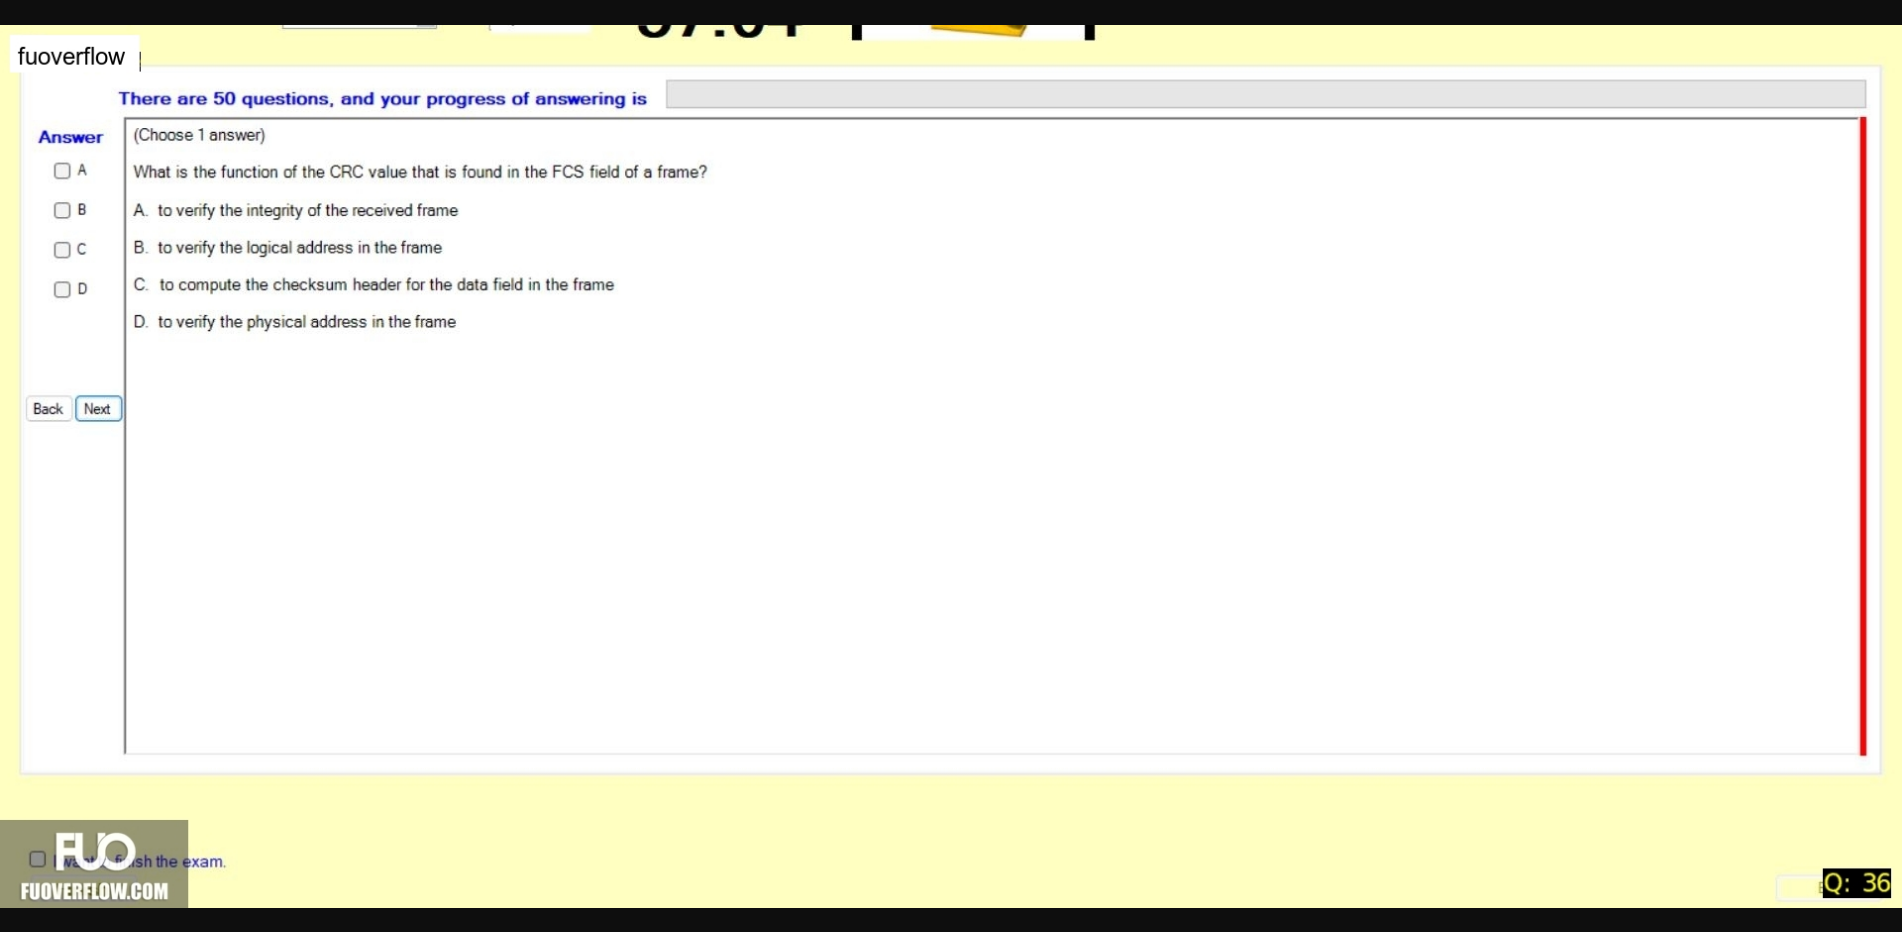 fuoverflow
There are 50 questions, and your progress of answering is
Answer
(Choose 1 answer)
A
What is the function of the CRC value that is found in the FCS field of a frame?
B
A. to verify the integrity of the received frame
C
B. to verify the logical address in the frame
D
C. to compute the checksum header for the data field in the frame
D. to verify the physical address in the frame
Back Next
FUO
I want to finish the exam.
FUOVERFLOW.COM
Q: 36